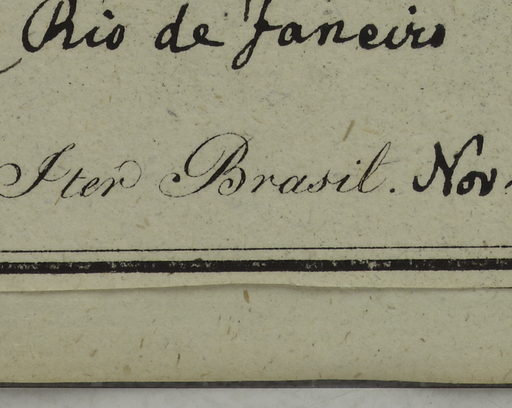 Rio de Janeiro
Iter Brasil. Nov.